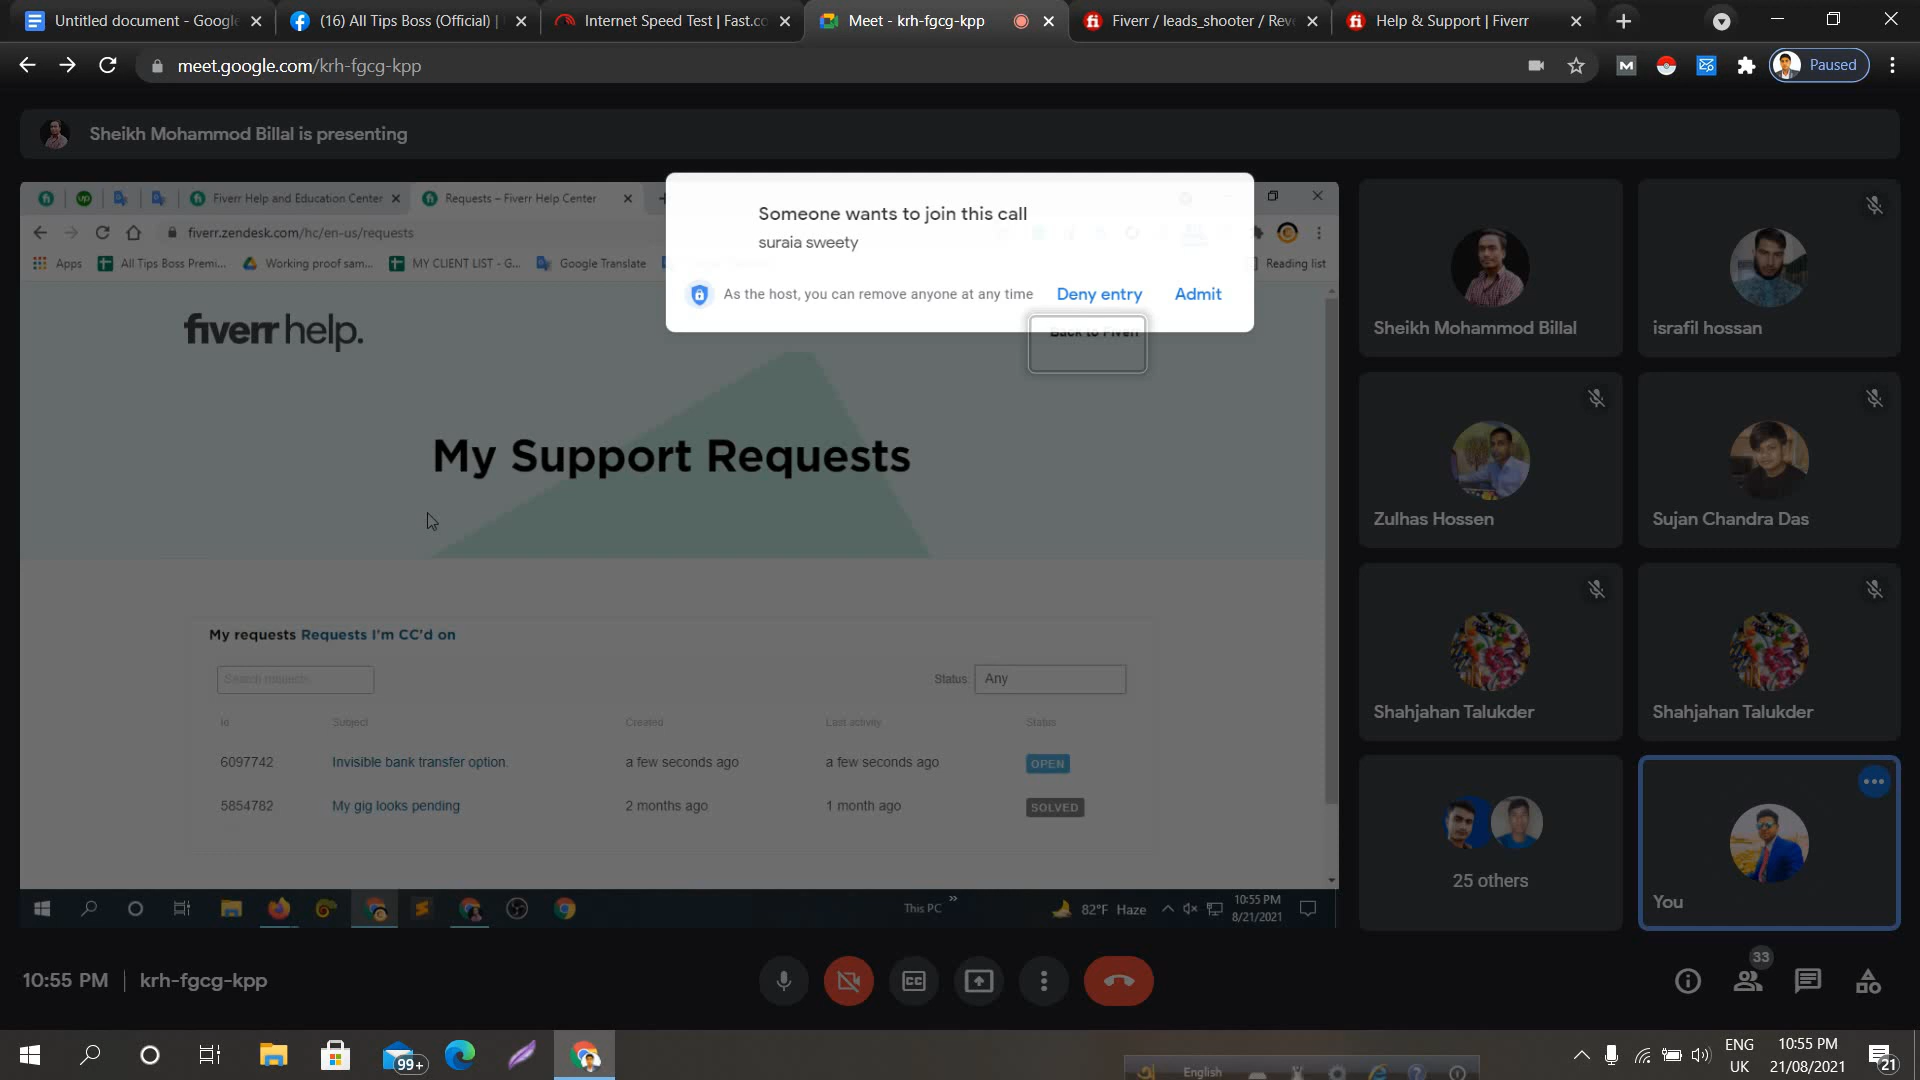 Untitled document - Google
(16) All Tips Boss (Official) |
Internet Speed Test | Fast.co
Meet - krh-fgcg-kpp
Fiverr / leads_shooter / Reve
Help & Support | Fiverr
meet.google.com/krh-fgcg-kpp
Paused
Sheikh Mohammod Billal is presenting
Fiverr Help and Education Center
Requests – Fiverr Help Center
fiverr.zendesk.com/hc/en-us/requests
Apps
All Tips Boss Premi...
Working proof sam...
MY CLIENT LIST - G...
Google Translate
Reading list
Someone wants to join this call
suraia sweety
As the host, you can remove anyone at any time
Deny entry
Admit
fiverr help.
Back to Fiverr
My Support Requests
My requests Requests I'm CC'd on
Search requests
Status:
Any
Id
Subject
Created
Last activity
Status
6097742
Invisible bank transfer option.
a few seconds ago
a few seconds ago
OPEN
5854782
My gig looks pending
2 months ago
1 month ago
SOLVED
This PC
82°F Haze
10:55 PM
8/21/2021
Sheikh Mohammod Billal
israfil hossan
Zulhas Hossen
Sujan Chandra Das
Shahjahan Talukder
Shahjahan Talukder
25 others
You
10:55 PM
krh-fgcg-kpp
33
99+
English
ENG
UK
10:55 PM
21/08/2021
21